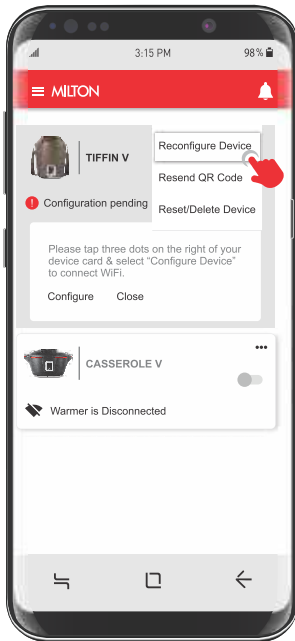 3:15 PM
98%
MILTON
TIFFIN V
Reconfigure Device
Resend QR Code
Configuration pending
Reset/Delete Device
Please tap three dots on the right of your
device card & select “Configure Device”
to connect WiFi.
Configure Close
CASSEROLE V
Warmer is Disconnected